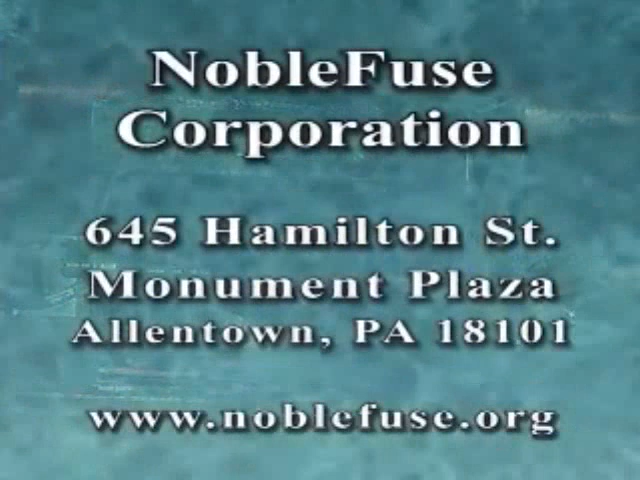 NobleFuse
Corporation
645 Hamilton St.
Monument Plaza
Allentown, PA 18101
www.noblefuse.org